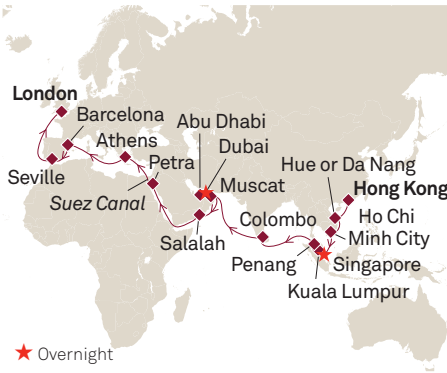 London
Barcelona
Abu Dhabi
Athens
Dubai
Petra
Hue or Da Nang
Seville
Muscat
Hong Kong
Suez Canal
Colombo
Ho Chi
Minh City
Salalah
Penang
Singapore
Kuala Lumpur
Overnight